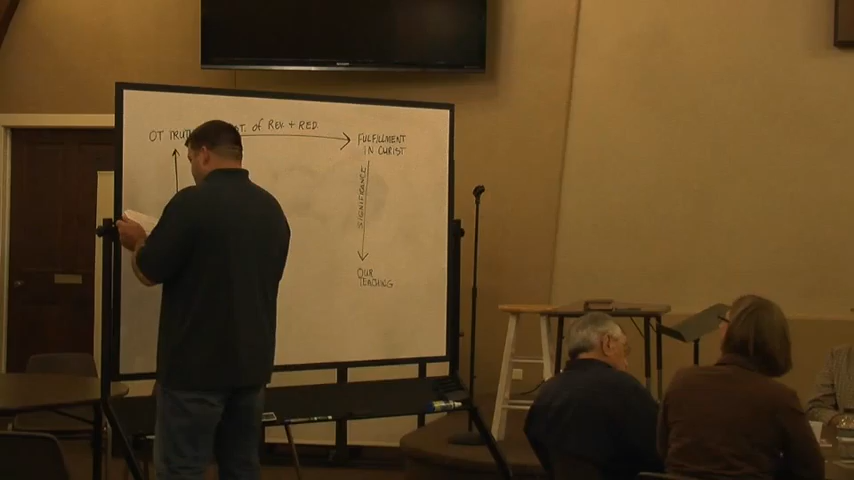 OT TRUTH
T. of REV. + RED.
FULFILLMENT
IN CHRIST
SIGNIFICANCE
OUR
TEACHING